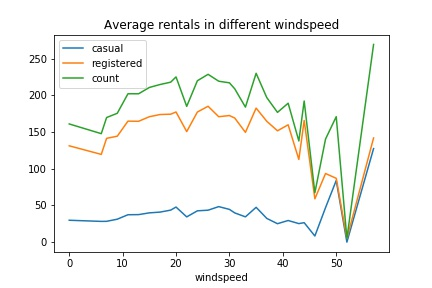 Average rentals in different windspeed
casual
registered
count
250
200
150
100
50
0
0 10 20 30 40 50
windspeed